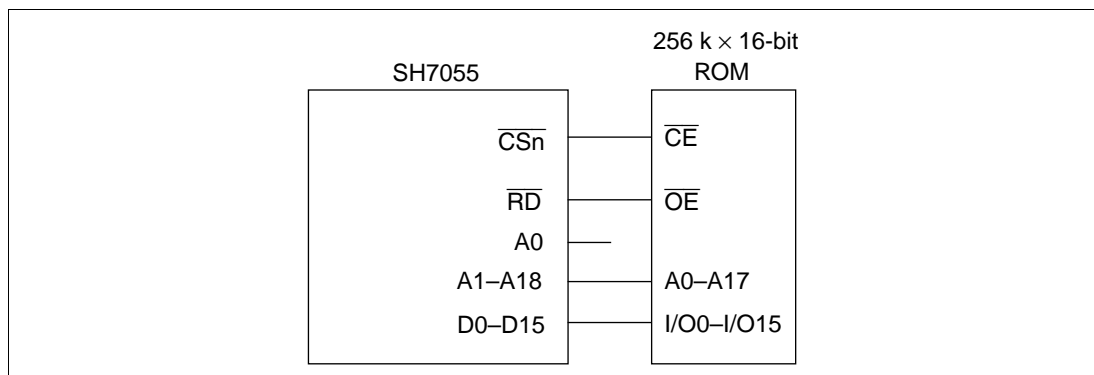 256 k × 16-bit
SH7055 ROM
CSn CE
RD OE
A0
A1–A18 A0–A17
D0–D15 I/O0–I/O15